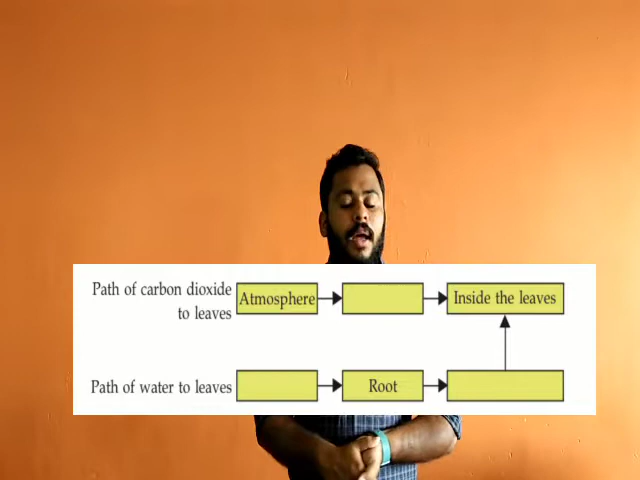 Path of carbon dioxide
to leaves
Atmosphere
Inside the leaves
Path of water to leaves
Root